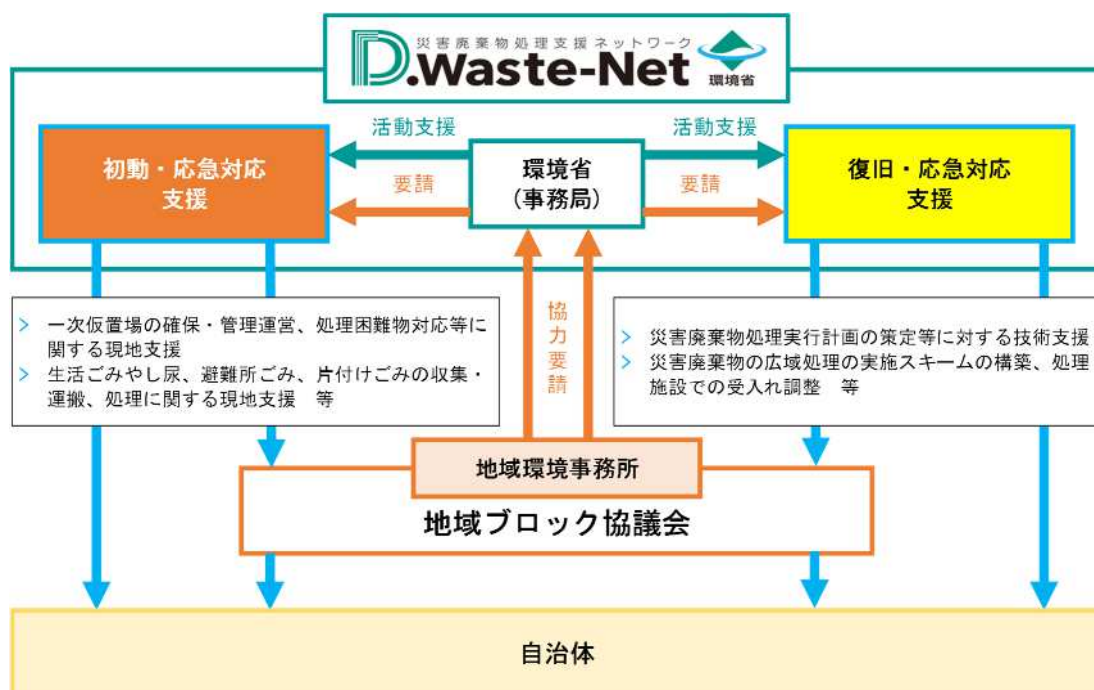 災害廃棄物処理支援ネットワーク
D.Waste-Net
環境省
活動支援
活動支援
初動・応急対応
支援
環境省
（事務局）
復旧・応急対応
支援
要請
要請
> 一次仮置場の確保・管理運営、処理困難物対応等に
関する現地支援
> 生活ごみやし尿、避難所ごみ、片付けごみの収集・
運搬、処理に関する現地支援　等
協力要請
> 災害廃棄物処理実行計画の策定等に対する技術支援
> 災害廃棄物の広域処理の実施スキームの構築、処理
施設での受入れ調整　等
地域環境事務所
地域ブロック協議会
自治体